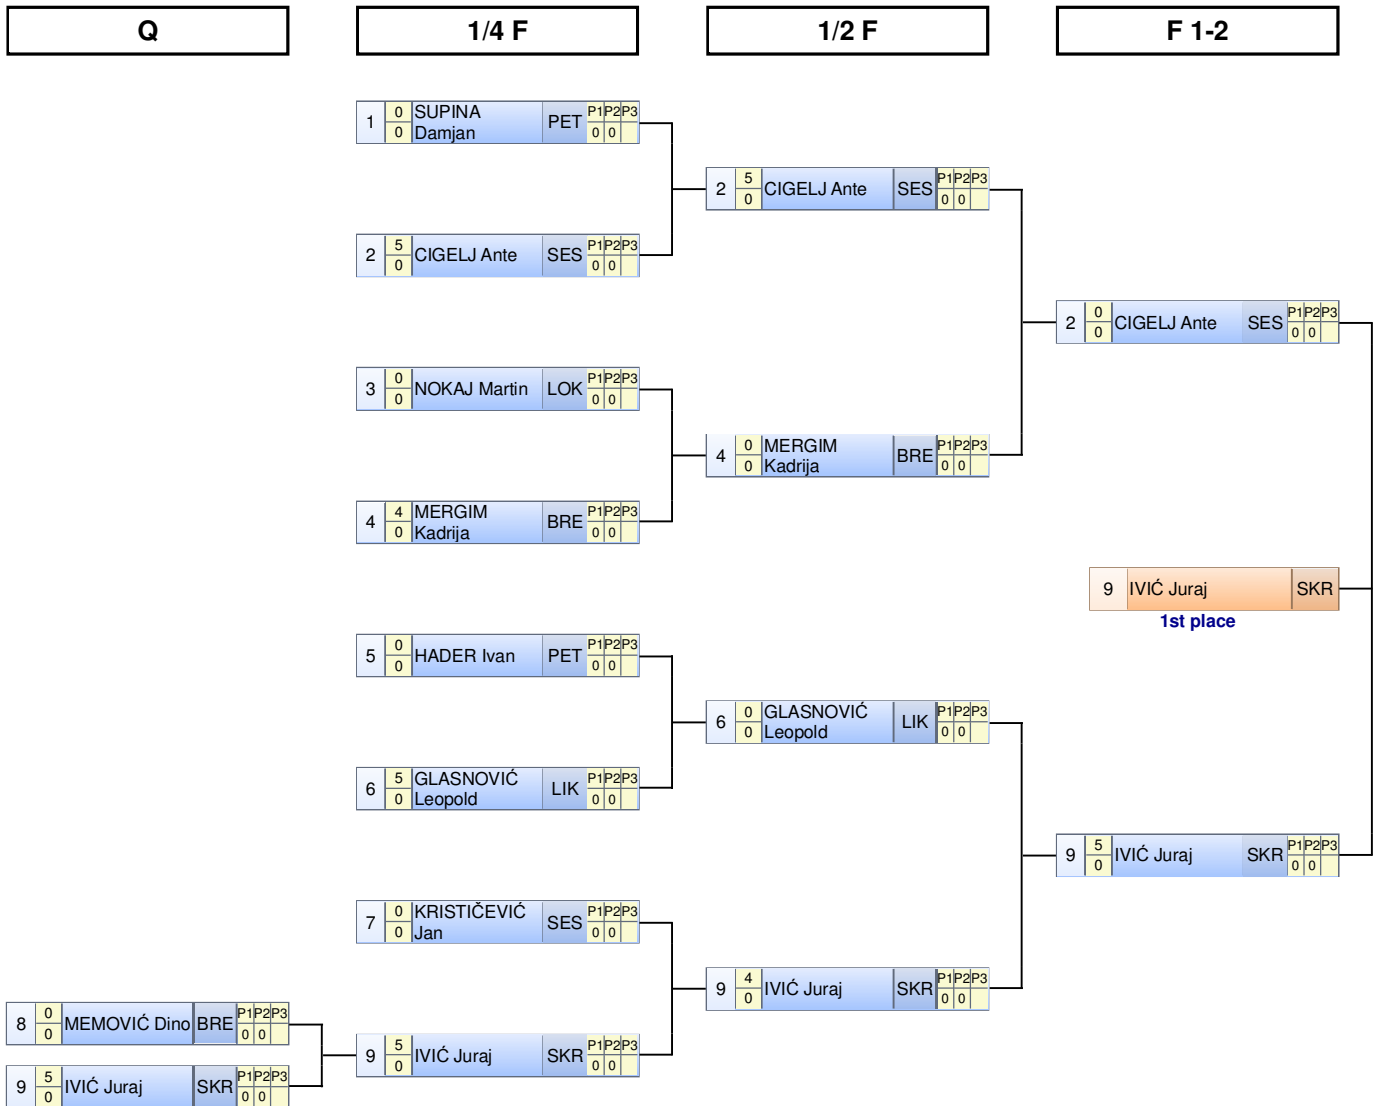 Q
1/4 F
1/2 F
F 1-2
1 0 0 SUPINA Damjan PET P1 P2 P3 0 0
2 5 0 CIGELJ Ante SES P1 P2 P3 0 0
3 0 0 NOKAJ Martin LOK P1 P2 P3 0 0
4 4 0 MERGIM Kadrija BRE P1 P2 P3 0 0
5 0 0 HADER Ivan PET P1 P2 P3 0 0
6 5 0 GLASNOVIĆ Leopold LIK P1 P2 P3 0 0
7 0 0 KRISTIČEVIĆ Jan SES P1 P2 P3 0 0
8 0 0 MEMOVIĆ Dino BRE P1 P2 P3 0 0
9 5 0 IVIĆ Juraj SKR P1 P2 P3 0 0
9 5 0 IVIĆ Juraj SKR P1 P2 P3 0 0
2 5 0 CIGELJ Ante SES P1 P2 P3 0 0
4 0 0 MERGIM Kadrija BRE P1 P2 P3 0 0
6 0 0 GLASNOVIĆ Leopold LIK P1 P2 P3 0 0
9 4 0 IVIĆ Juraj SKR P1 P2 P3 0 0
2 0 0 CIGELJ Ante SES P1 P2 P3 0 0
9 5 0 IVIĆ Juraj SKR P1 P2 P3 0 0
9 IVIĆ Juraj SKR
1st place